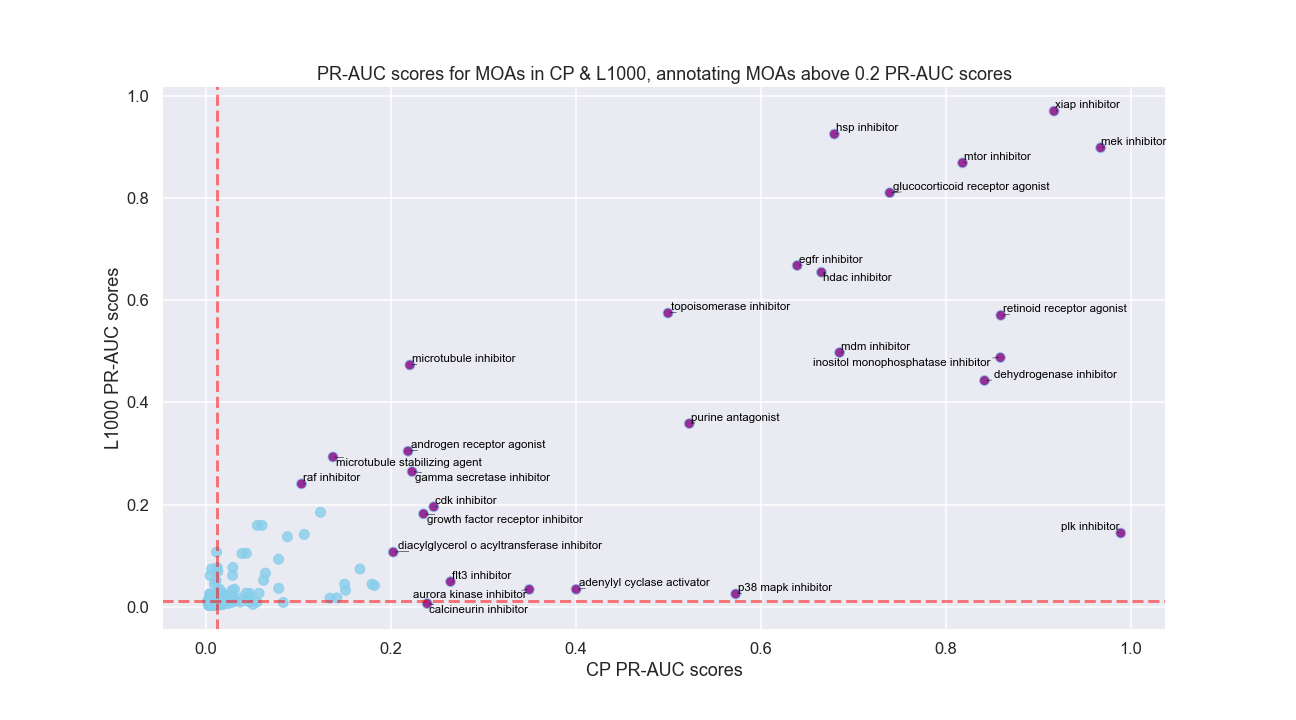 PR-AUC scores for MOAs in CP & L1000, annotating MOAs above 0.2 PR-AUC scores
1.0
xiap inhibitor
hsp inhibitor
mek inhibitor
mtor inhibitor
glucocorticoid receptor agonist
0.8
egfr inhibitor
hdac inhibitor
0.6
topoisomerase inhibitor
retinoid receptor agonist
mdm inhibitor
microtubule inhibitor
inositol monophosphatase inhibitor
dehydrogenase inhibitor
0.4
purine antagonist
androgen receptor agonist
microtubule stabilizing agent
raf inhibitor
gamma secretase inhibitor
0.2
cdk inhibitor
growth factor receptor inhibitor
plk inhibitor
diacylglycerol o acyltransferase inhibitor
flt3 inhibitor
adenylyl cyclase activator
p38 mapk inhibitor
aurora kinase inhibitor
calcineurin inhibitor
0.0
L1000 PR-AUC scores
0.0
0.2
0.4
0.6
0.8
1.0
CP PR-AUC scores